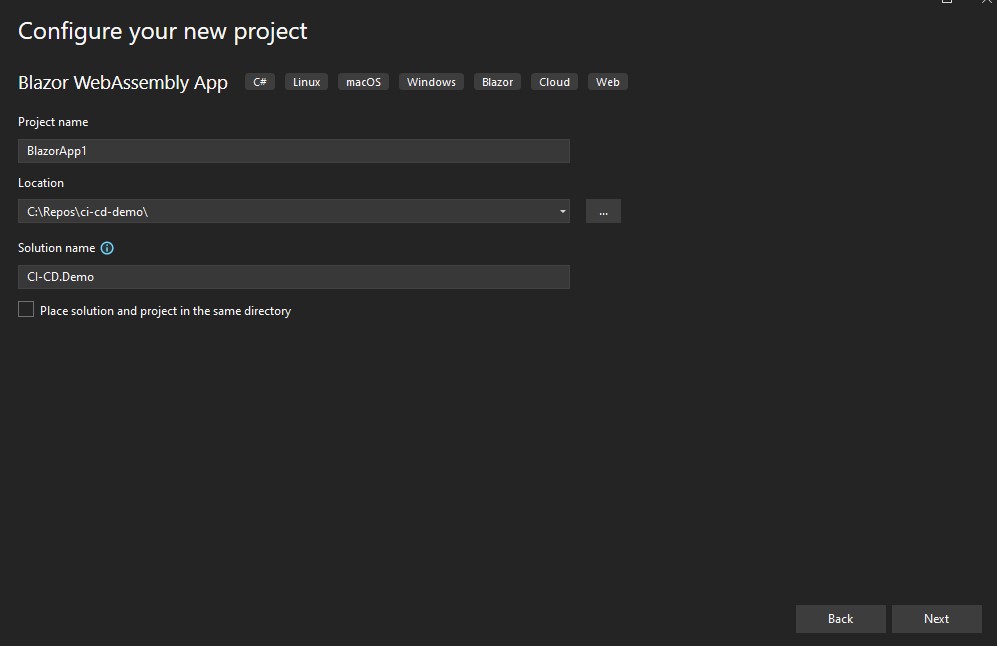 Configure your new project
Blazor WebAssembly App C# Linux macOS Windows Blazor Cloud Web
Project name
BlazorApp1
Location
C:\Repos\ci-cd-demo\
...
Solution name
CI-CD.Demo
Place solution and project in the same directory
Back Next